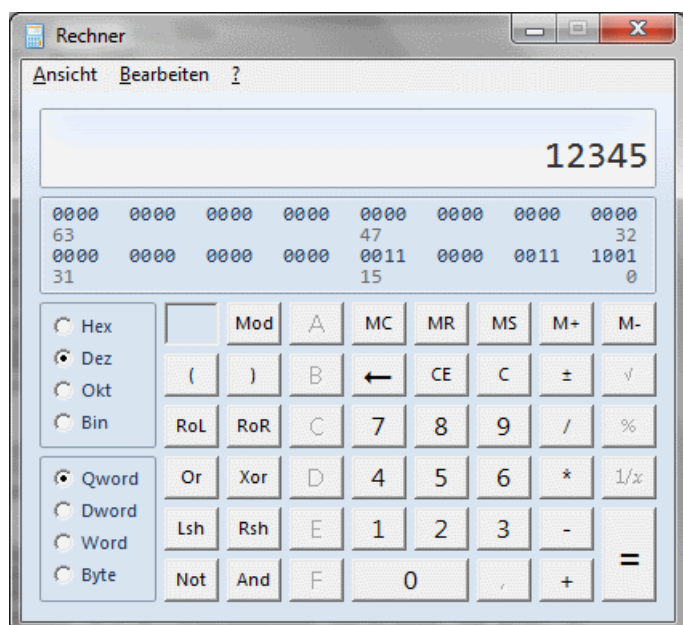 Rechner
Ansicht Bearbeiten ?
12345
0000 0000 0000 0000 0000 0000 0000 0000
63 47 32
0000 0000 0000 0000 0011 0000 0011 1001
31 15 0
Hex Mod A MC MR MS M+ M-
Dez
( ) B ← CE C ± √
Okt
Bin RoL RoR C 7 8 9 / %
Qword Or Xor D 4 5 6 * 1/x
Dword
Lsh Rsh E 1 2 3 - =
Word
Byte Not And F 0 , +